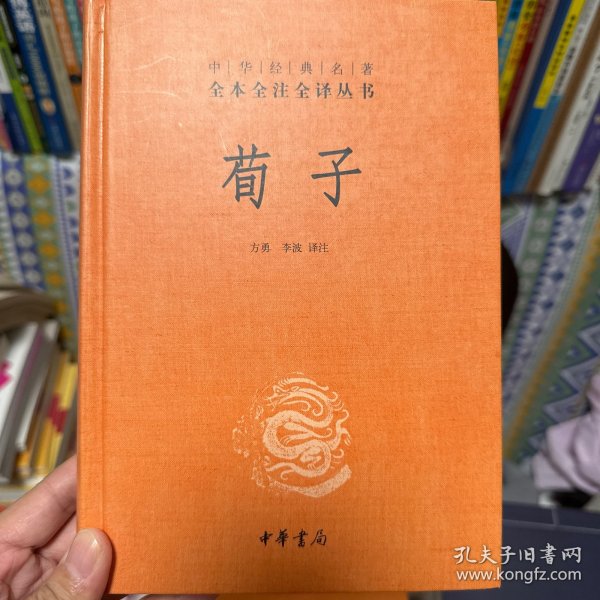 中华经典名著
全本全注全译丛书
荀子
方勇 李波 译注
中華書局
孔夫子旧书网
www.kongfz.com